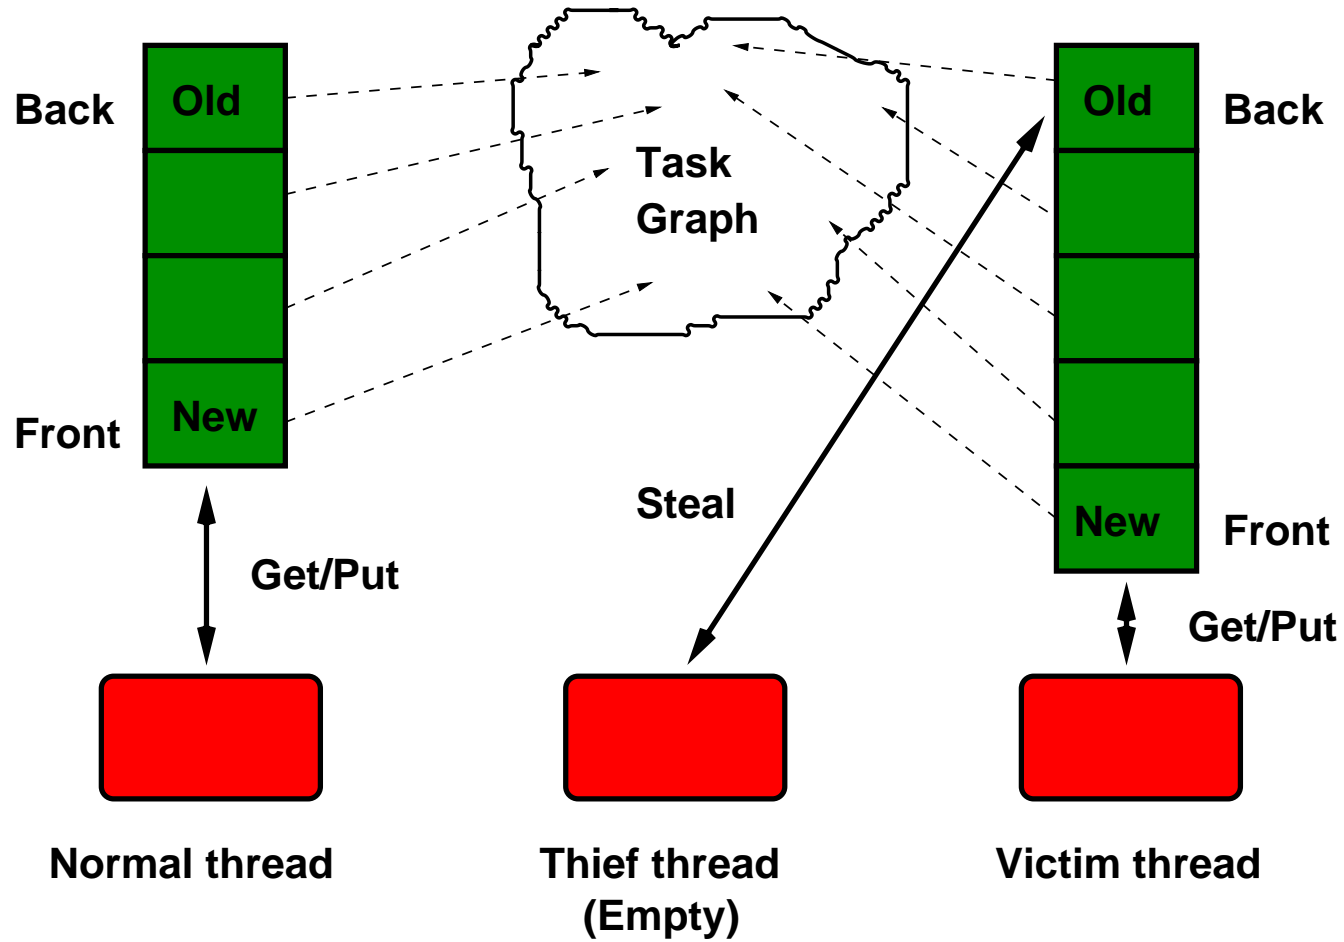 Back
Old
Task
Graph
Old
Back
Front
New
Steal
New
Front
Get/Put
Get/Put
Normal thread
Thief thread
(Empty)
Victim thread